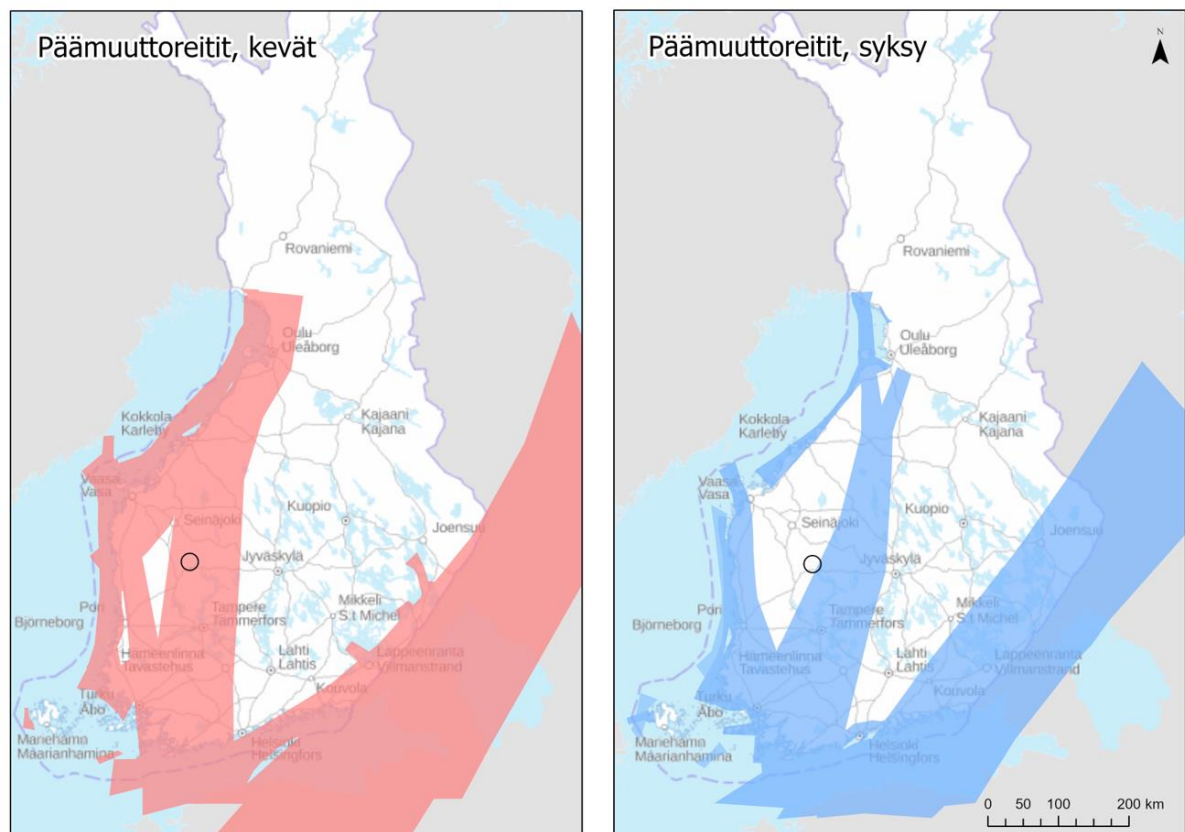 Päämuuttoreitit, kevät
Rovaniemi
Oulu
Uleåborg
Kokkola
Karleby
Kajaani
Kajana
Vaasa
Vasa
Seinäjoki
Kuopio
Joensuu
Jyväskylä
Pori
Björneborg
Tampere
Tammerfors
Mikkeli
S:t Michel
Hämeenlinna
Tavastehus
Lahti
Lahtis
Lappeenranta
Villmanstrand
Kouvola
Turku
Åbo
Mariehamn
Maarianhamina
Helsinki
Helsingfors
Päämuuttoreitit, syksy
N
Rovaniemi
Oulu
Uleåborg
Kokkola
Karleby
Kajaani
Kajana
Vaasa
Vasa
Seinäjoki
Kuopio
Joensuu
Jyväskylä
Pori
Björneborg
Tampere
Tammerfors
Mikkeli
S:t Michel
Hämeenlinna
Tavastehus
Lahti
Lahtis
Lappeenranta
Villmanstrand
Kouvola
Turku
Åbo
Mariehamn
Maarianhamina
Helsinki
Helsingfors
0 50 100 200 km